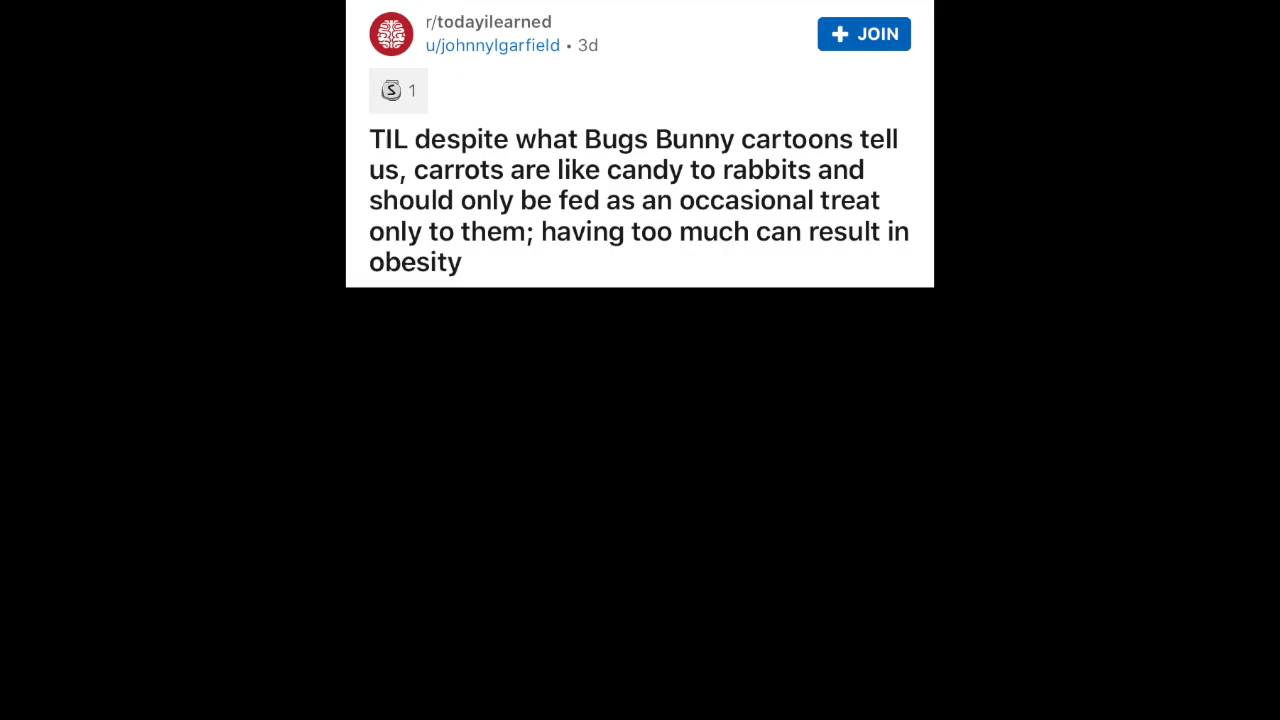 r/todayilearned
u/johnnylgarfield • 3d
+ JOIN
S 1
TIL despite what Bugs Bunny cartoons tell
us, carrots are like candy to rabbits and
should only be fed as an occasional treat
only to them; having too much can result in
obesity